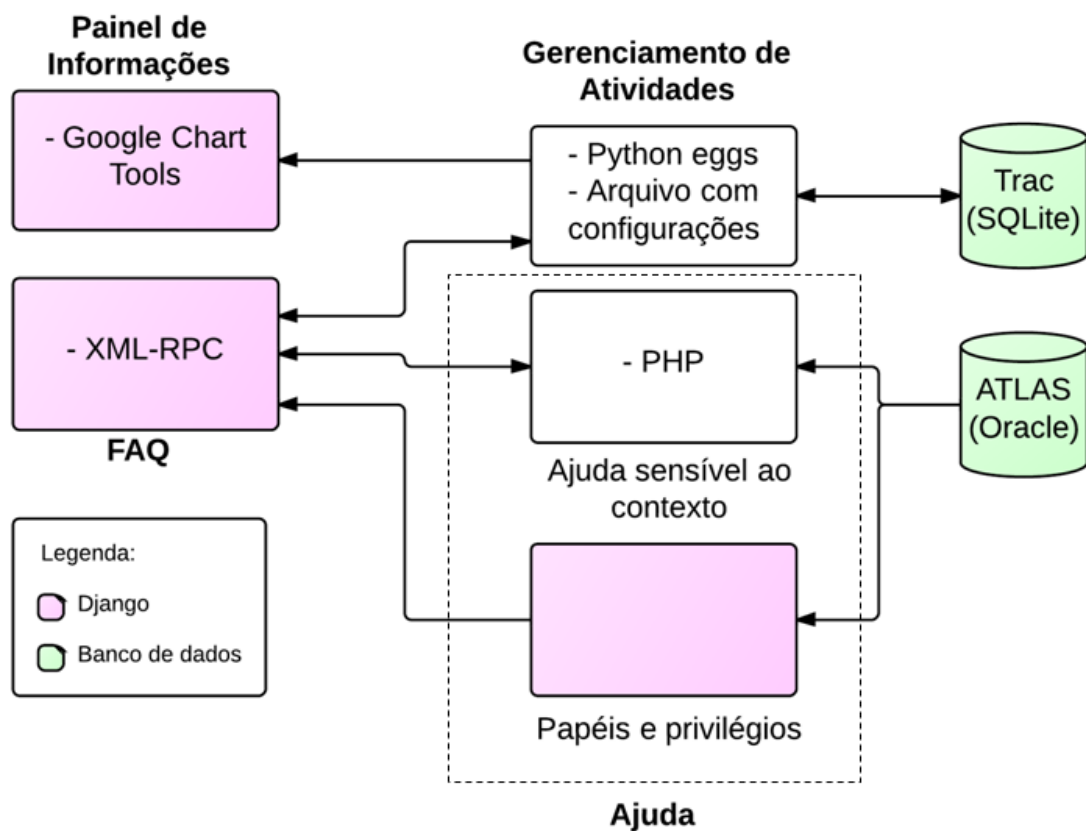 Painel de
Informações
- Google Chart
Tools
Gerenciamento de
Atividades
- Python eggs
- Arquivo com
configurações
Trac
(SQLite)
- XML-RPC
FAQ
- PHP
Ajuda sensível ao
contexto
ATLAS
(Oracle)
Legenda:
Django
Banco de dados
Papéis e privilégios
Ajuda